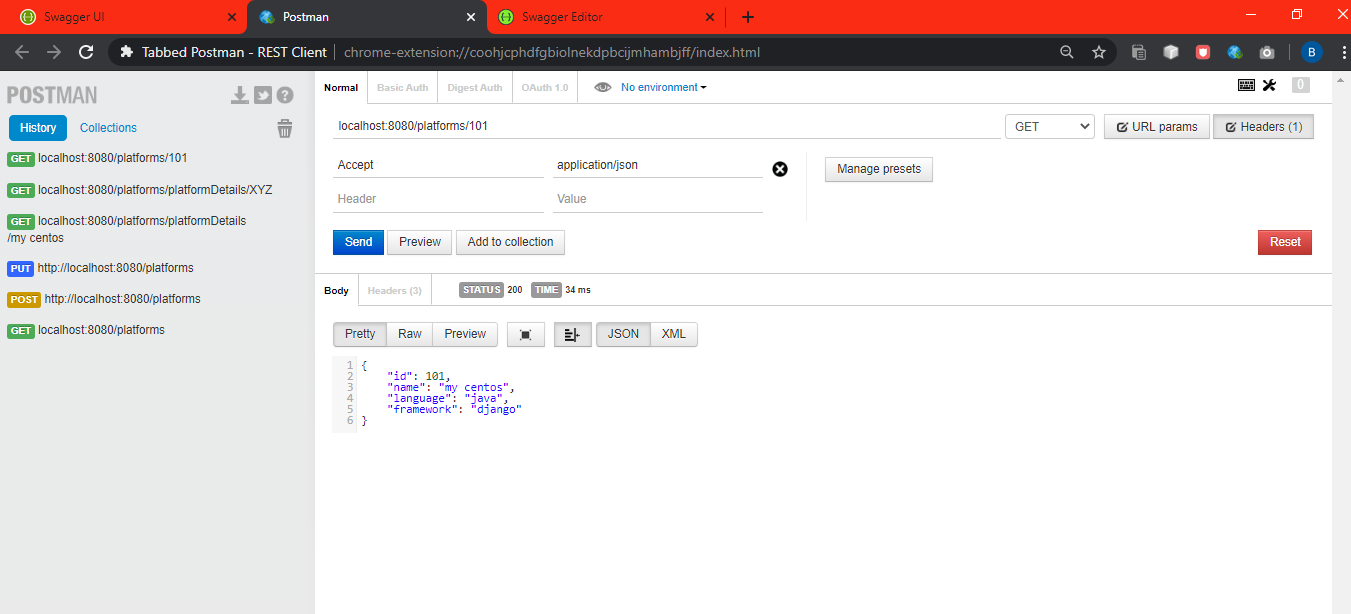 Swagger UI
Postman
Swagger Editor
Tabbed Postman - REST Client
chrome-extension://coohjcphdfgbiolnekdpbcijmhambjff/index.html
B
POSTMAN
History
Collections
GET localhost:8080/platforms/101
GET localhost:8080/platforms/platformDetails/XYZ
GET localhost:8080/platforms/platformDetails
/my centos
PUT http://localhost:8080/platforms
POST http://localhost:8080/platforms
GET localhost:8080/platforms
Normal Basic Auth Digest Auth OAuth 1.0 No environment 0
localhost:8080/platforms/101 GET URL params Headers (1)
Accept application/json Manage presets
Header Value
Send Preview Add to collection Reset
Body Headers (3) STATUS 200 TIME 34 ms
Pretty Raw Preview JSON XML
1 {
2 "id": 101,
3 "name": "my centos",
4 "language": "java",
5 "framework": "django"
6 }